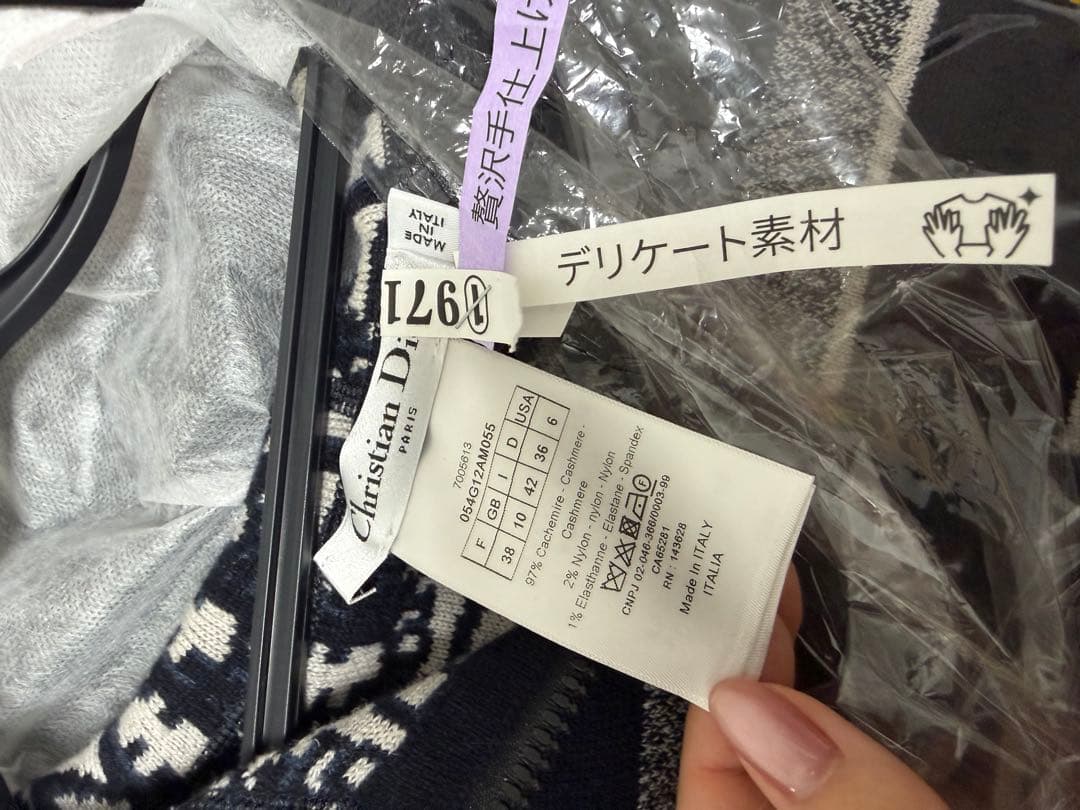 贅沢手仕上げ
デリケート素材
MADE
IN
ITALY
①971
Christian Di
PARIS
7005613
054G12AM055
F GB I D USA
38 10 42 36 6
97% Cachemire - Cashmere -
Cashmere
2% Nylon - nylon - Nylon
1% Elasthanne - Elastane - Spandex
CNPJ 02-046-366/0003-99
CA65281
RN : 143628
Made In ITALY
ITALIA